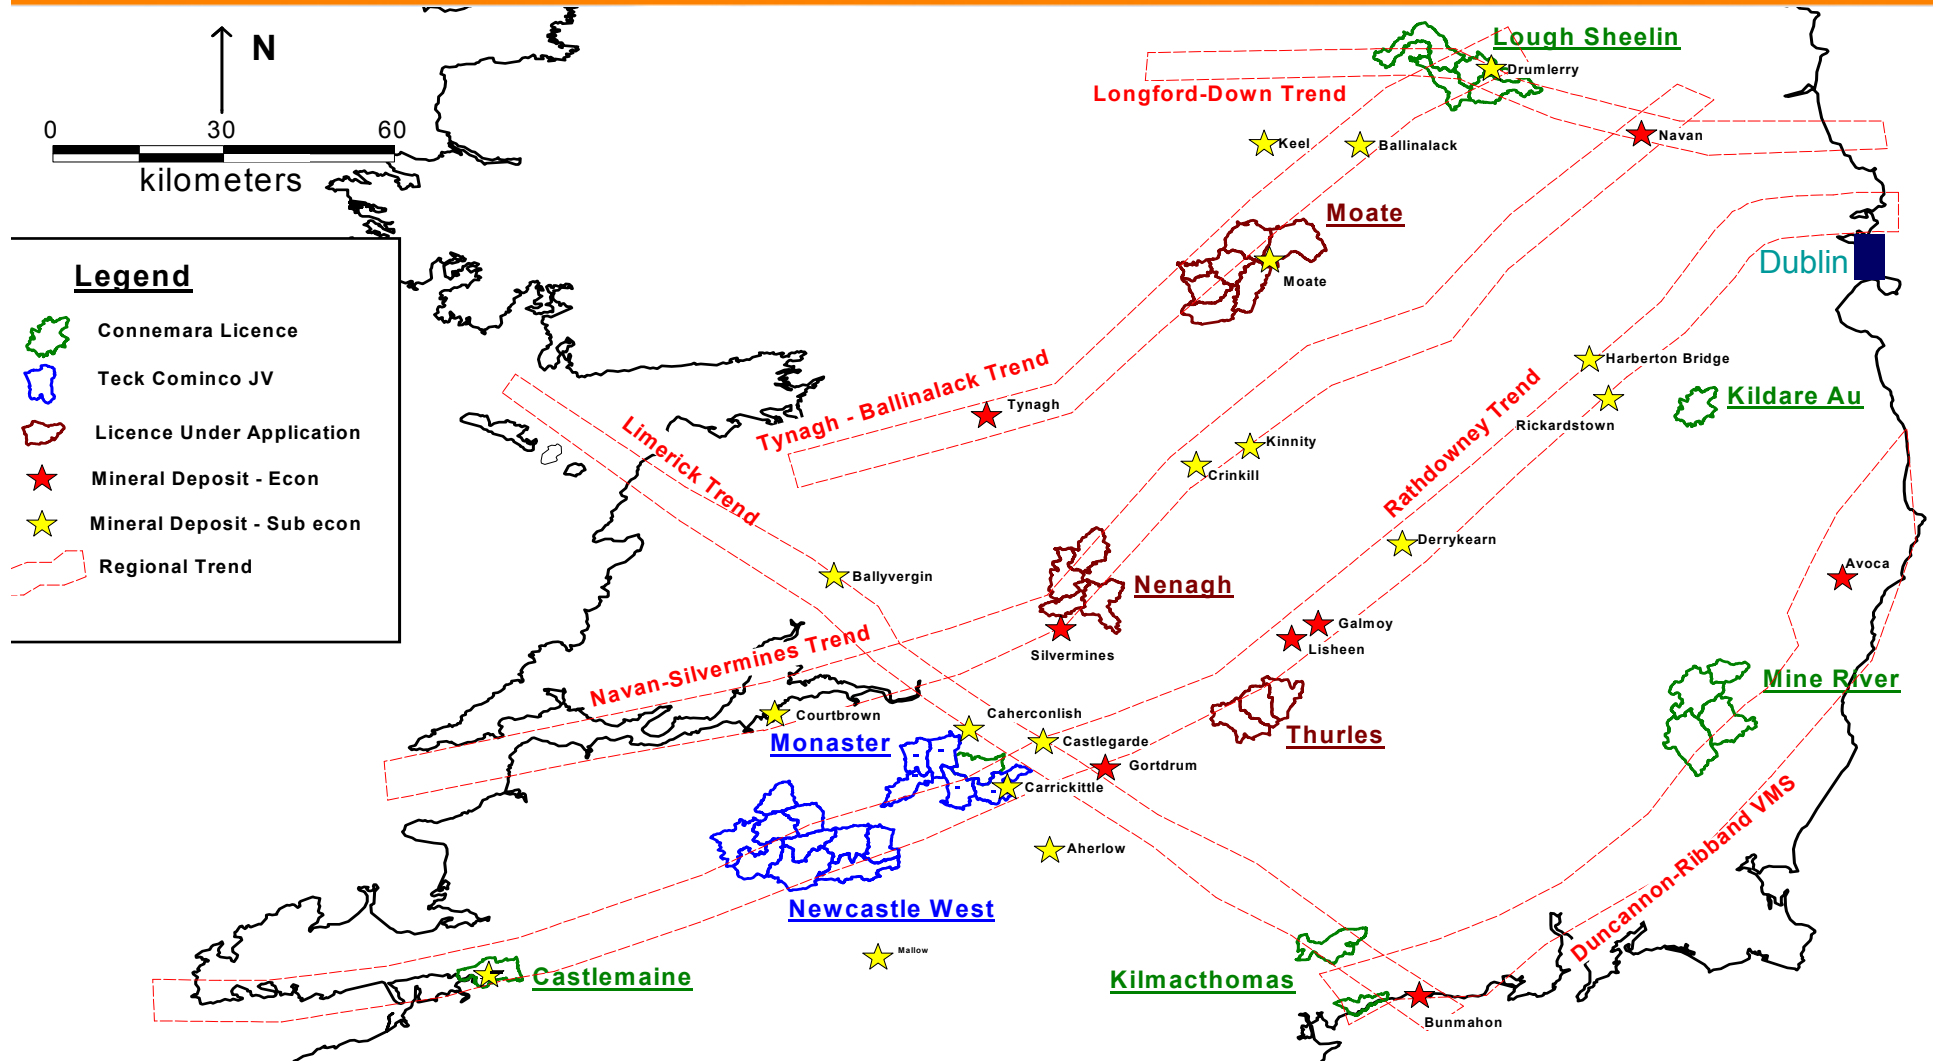 N
0 30 60
kilometers
Legend
Connemara Licence
Teck Cominco JV
Licence Under Application
Mineral Deposit - Econ
Mineral Deposit - Sub econ
Regional Trend
Lough Sheelin
Drumlerry
Longford-Down Trend
Navan
Keel
Ballinalack
Moate
Moate
Dublin
Tynagh - Ballinalack Trend
Tynagh
Harberton Bridge
Rickardstown
Kildare Au
Limerick Trend
Kinnity
Crinkill
Rathdowney Trend
Derrykearn
Avoca
Ballyvergin
Nenagh
Navan-Silvermines Trend
Silvermines
Galmoy
Lisheen
Mine River
Courtbrown
Caherconlish
Monaster
Castlegarde
Thurles
Gortdrum
Carrickittle
Aherlow
Duncannon-Ribband VMS
Newcastle West
Mallow
Castlemaine
Kilmacthomas
Bunmahon